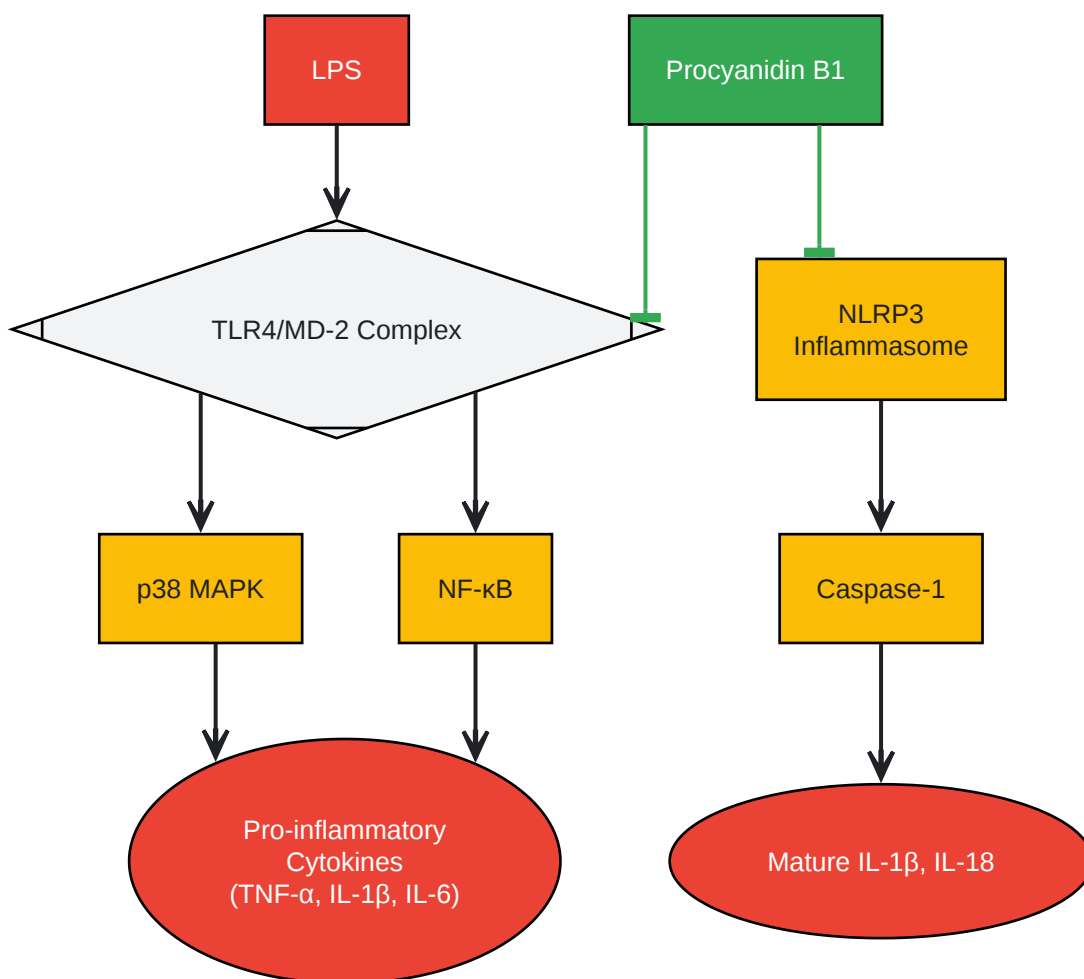 LPS
Procyanidin B1
TLR4/MD-2 Complex
NLRP3
Inflammasome
p38 MAPK
NF-κB
Caspase-1
Pro-inflammatory
Cytokines
(TNF-α, IL-1β, IL-6)
Mature IL-1β, IL-18